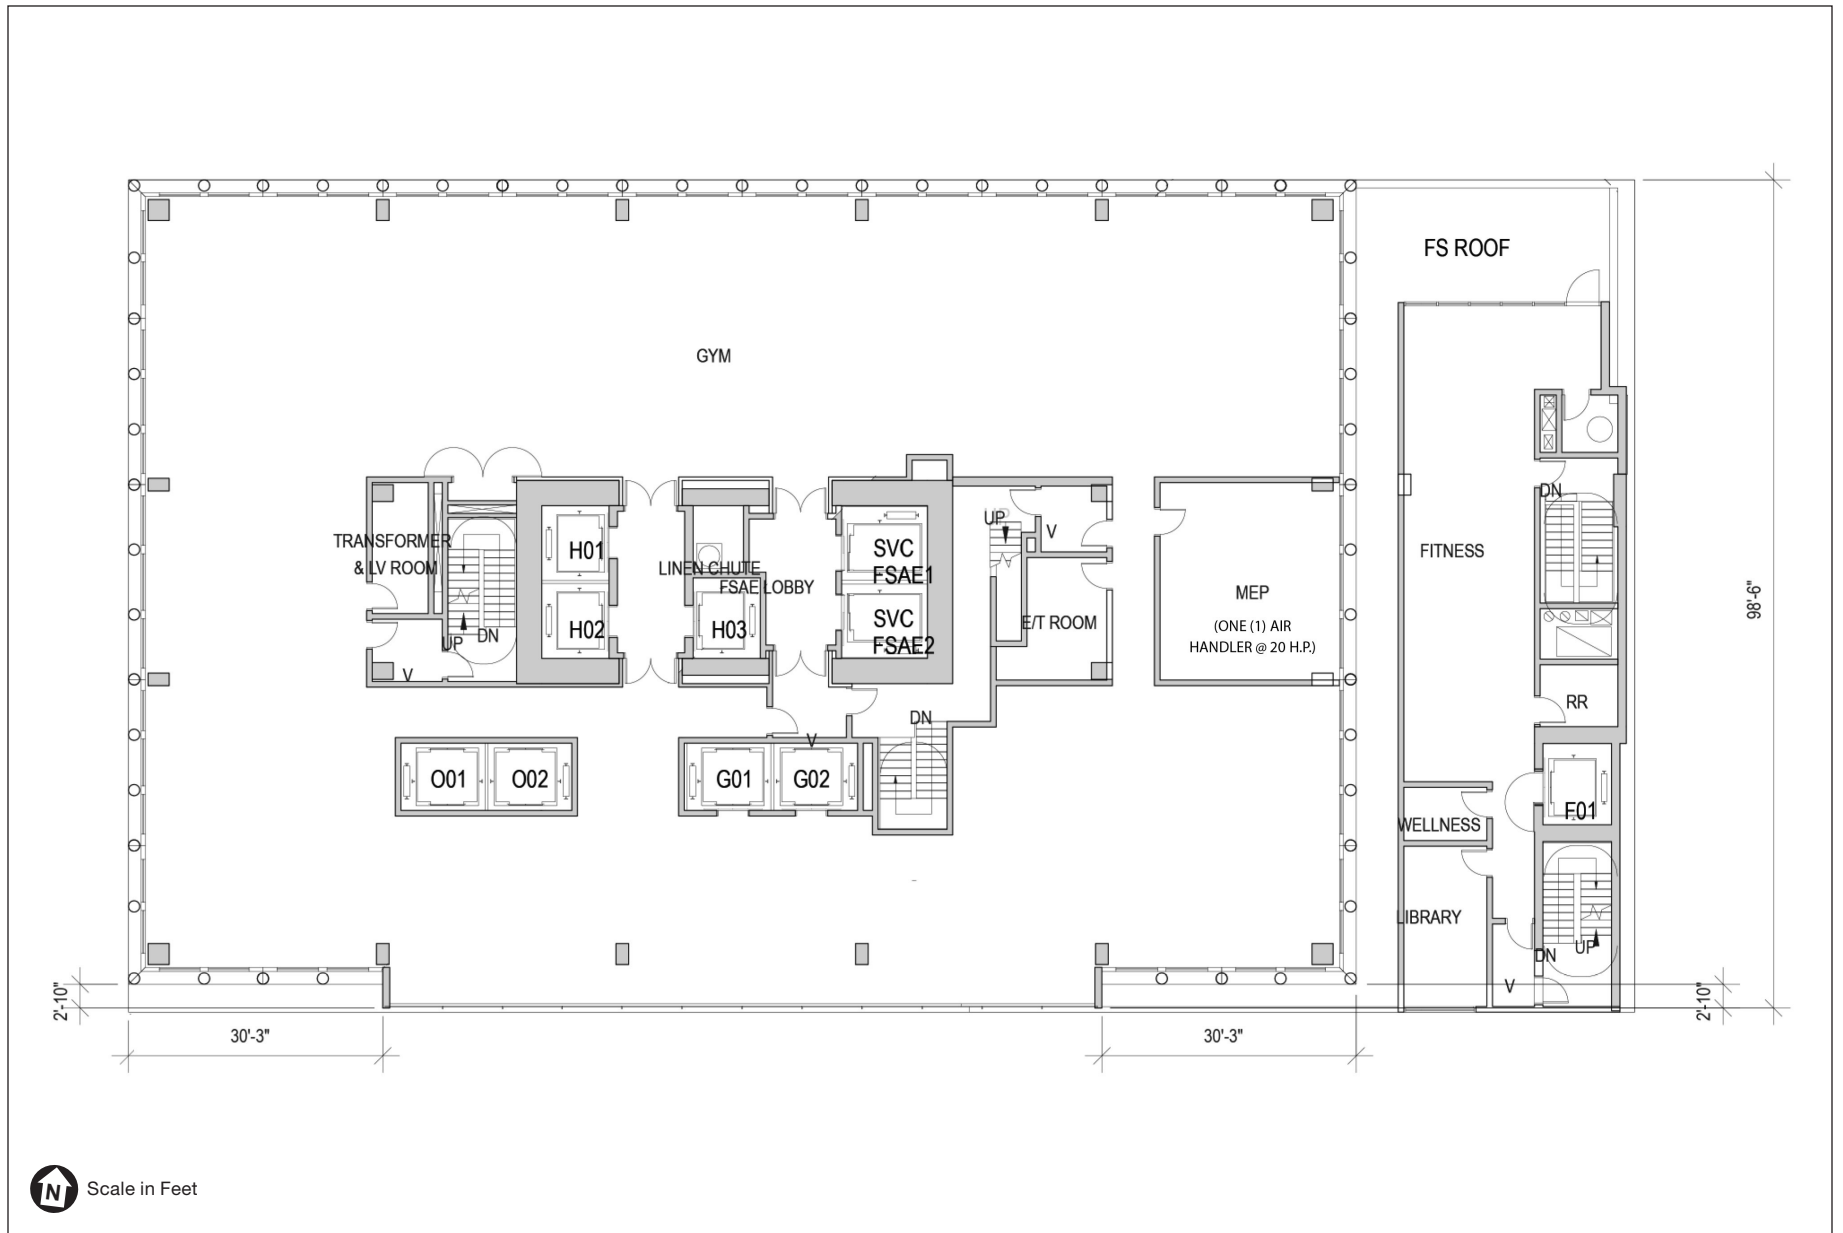 FS ROOF
GYM
TRANSFORMER
& LV ROOM
UP
DN
V
H01
H02
LINEN CHUTE
FSAE LOBBY
H03
SVC
FSAE1
SVC
FSAE2
UP
V
E/T ROOM
MEP
(ONE (1) AIR
HANDLER @ 20 H.P.)
FITNESS
DN
RR
98'-6"
DN
V
O01
O02
G01
G02
F01
WELLNESS
LIBRARY
DN
UP
V
2'-10"
30'-3"
30'-3"
2'-10"
N
Scale in Feet